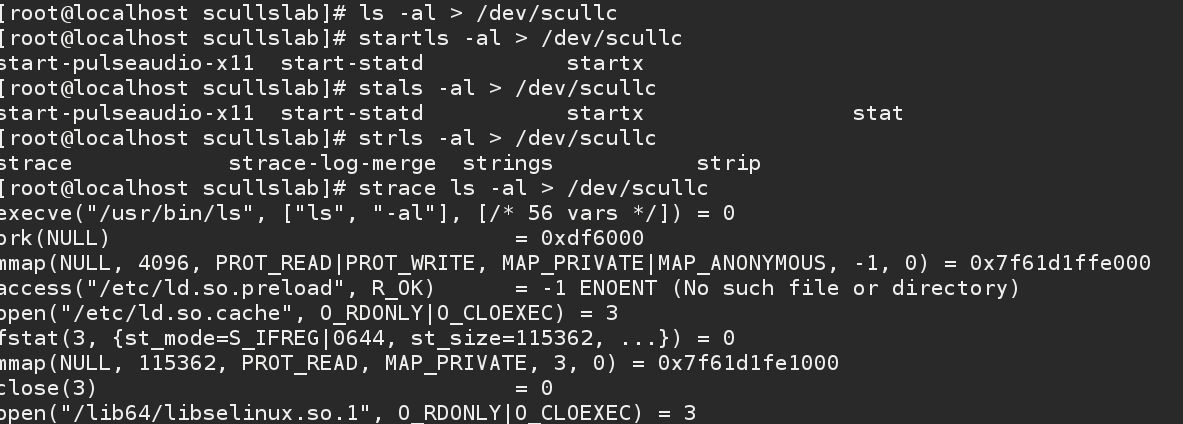 [root@localhost scullslab]# ls -al > /dev/scullc
[root@localhost scullslab]# startls -al > /dev/scullc
start-pulseaudio-x11  start-statd           startx
[root@localhost scullslab]# stals -al > /dev/scullc
start-pulseaudio-x11  start-statd           startx                stat
[root@localhost scullslab]# strls -al > /dev/scullc
strace            strace-log-merge  strings           strip
[root@localhost scullslab]# strace ls -al > /dev/scullc
execve("/usr/bin/ls", ["ls", "-al"], [/* 56 vars */]) = 0
brk(NULL)                               = 0xdf6000
mmap(NULL, 4096, PROT_READ|PROT_WRITE, MAP_PRIVATE|MAP_ANONYMOUS, -1, 0) = 0x7f61d1ffe000
access("/etc/ld.so.preload", R_OK)      = -1 ENOENT (No such file or directory)
open("/etc/ld.so.cache", O_RDONLY|O_CLOEXEC) = 3
fstat(3, {st_mode=S_IFREG|0644, st_size=115362, ...}) = 0
mmap(NULL, 115362, PROT_READ, MAP_PRIVATE, 3, 0) = 0x7f61d1fe1000
close(3)                                = 0
open("/lib64/libselinux.so.1", O_RDONLY|O_CLOEXEC) = 3